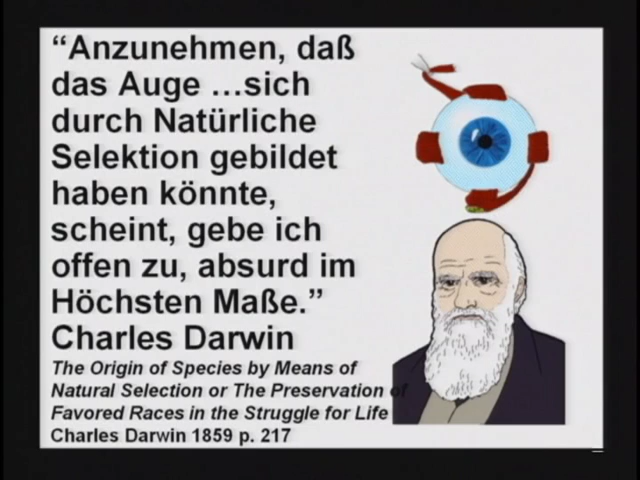 “Anzunehmen, daß
das Auge ...sich
durch Natürliche
Selektion gebildet
haben könnte,
scheint, gebe ich
offen zu, absurd im
Höchsten Maße.”
Charles Darwin
The Origin of Species by Means of
Natural Selection or The Preservation of
Favored Races in the Struggle for Life
Charles Darwin 1859 p. 217